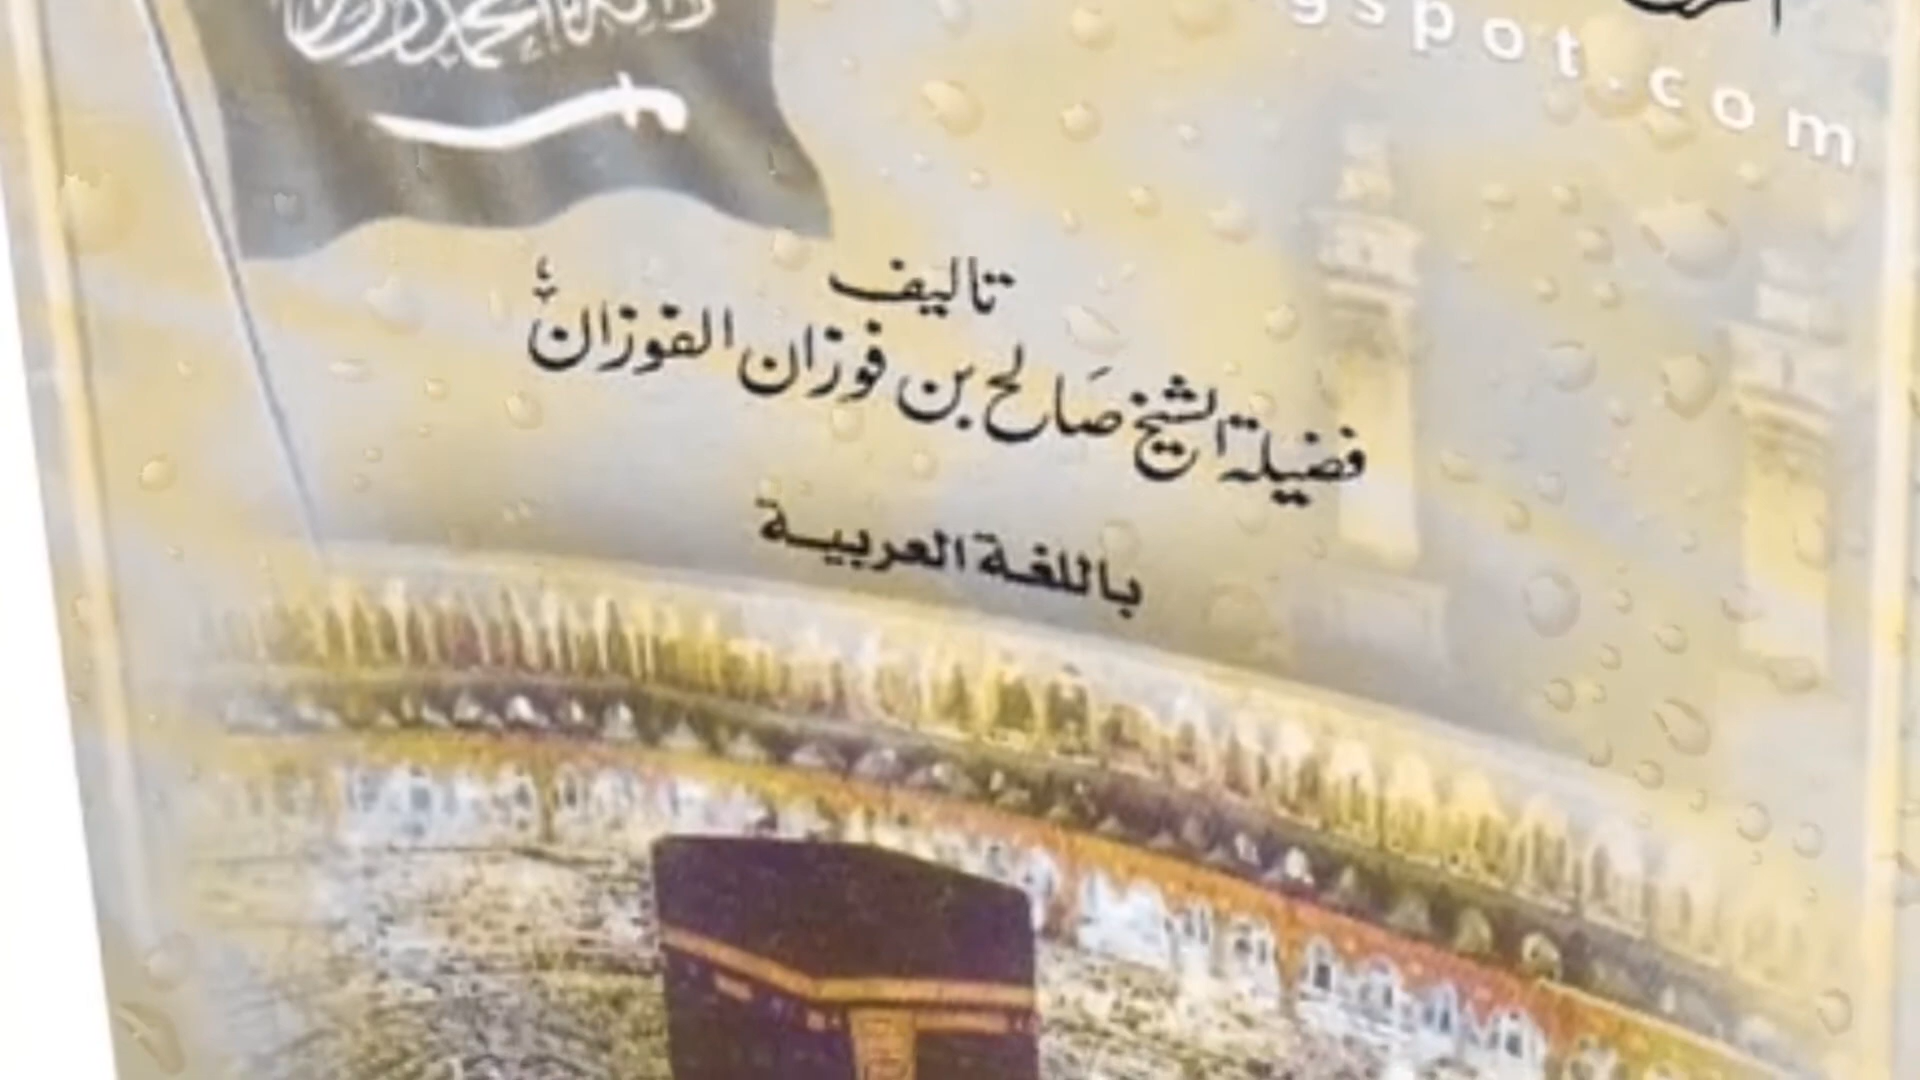 gspot.com
تاليف
فضيلة الشيخ صالح بن فوزان الفوزان
باللغة العربية